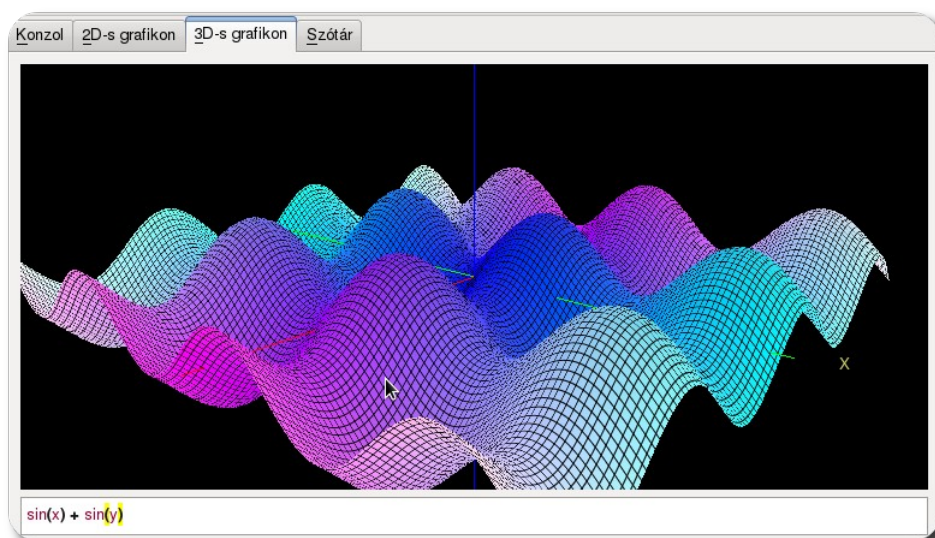 Konzol 2D-s grafikon 3D-s grafikon Szótár
X
sin(x) + sin(y)